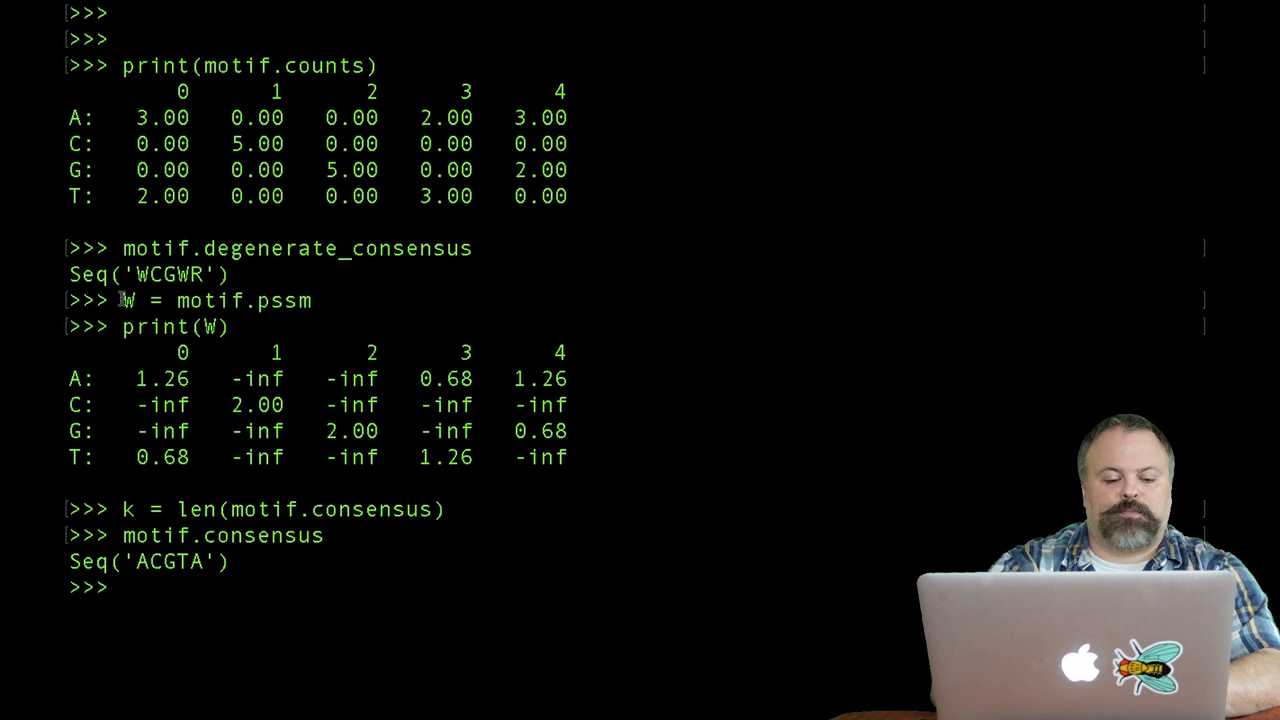 >>>
>>>
>>> print(motif.counts)
0 1 2 3 4
A: 3.00 0.00 0.00 2.00 3.00
C: 0.00 5.00 0.00 0.00 0.00
G: 0.00 0.00 5.00 0.00 2.00
T: 2.00 0.00 0.00 3.00 0.00
>>> motif.degenerate_consensus
Seq('WCGWR')
>>> W = motif.pssm
>>> print(W)
0 1 2 3 4
A: 1.26 -inf -inf 0.68 1.26
C: -inf 2.00 -inf -inf -inf
G: -inf -inf 2.00 -inf 0.68
T: 0.68 -inf -inf 1.26 -inf
>>> k = len(motif.consensus)
>>> motif.consensus
Seq('ACGTA')
>>>